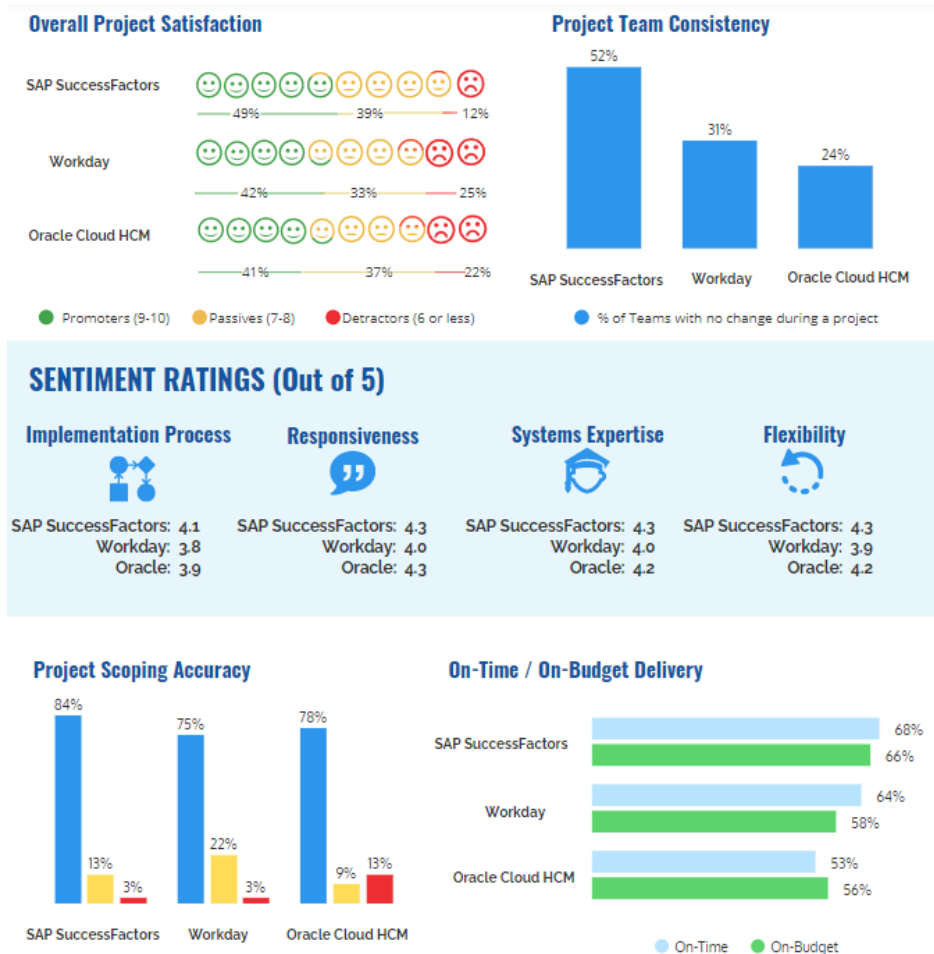 Overall Project Satisfaction
SAP SuccessFactors
49% 39% 12%
Workday
42% 33% 25%
Oracle Cloud HCM
41% 37% 22%
Promoters (9-10) Passives (7-8) Detractors (6 or less)
Project Team Consistency
52%
31%
24%
SAP SuccessFactors Workday Oracle Cloud HCM
% of Teams with no change during a project
SENTIMENT RATINGS (Out of 5)
Implementation Process
SAP SuccessFactors: 4.1
Workday: 3.8
Oracle: 3.9
Responsiveness
SAP SuccessFactors: 4.3
Workday: 4.0
Oracle: 4.3
Systems Expertise
SAP SuccessFactors: 4.3
Workday: 4.0
Oracle: 4.2
Flexibility
SAP SuccessFactors: 4.3
Workday: 3.9
Oracle: 4.2
Project Scoping Accuracy
84% 13% 3%
75% 22% 3%
78% 9% 13%
SAP SuccessFactors Workday Oracle Cloud HCM
On-Time / On-Budget Delivery
SAP SuccessFactors
68%
66%
Workday
64%
58%
Oracle Cloud HCM
53%
56%
On-Time On-Budget